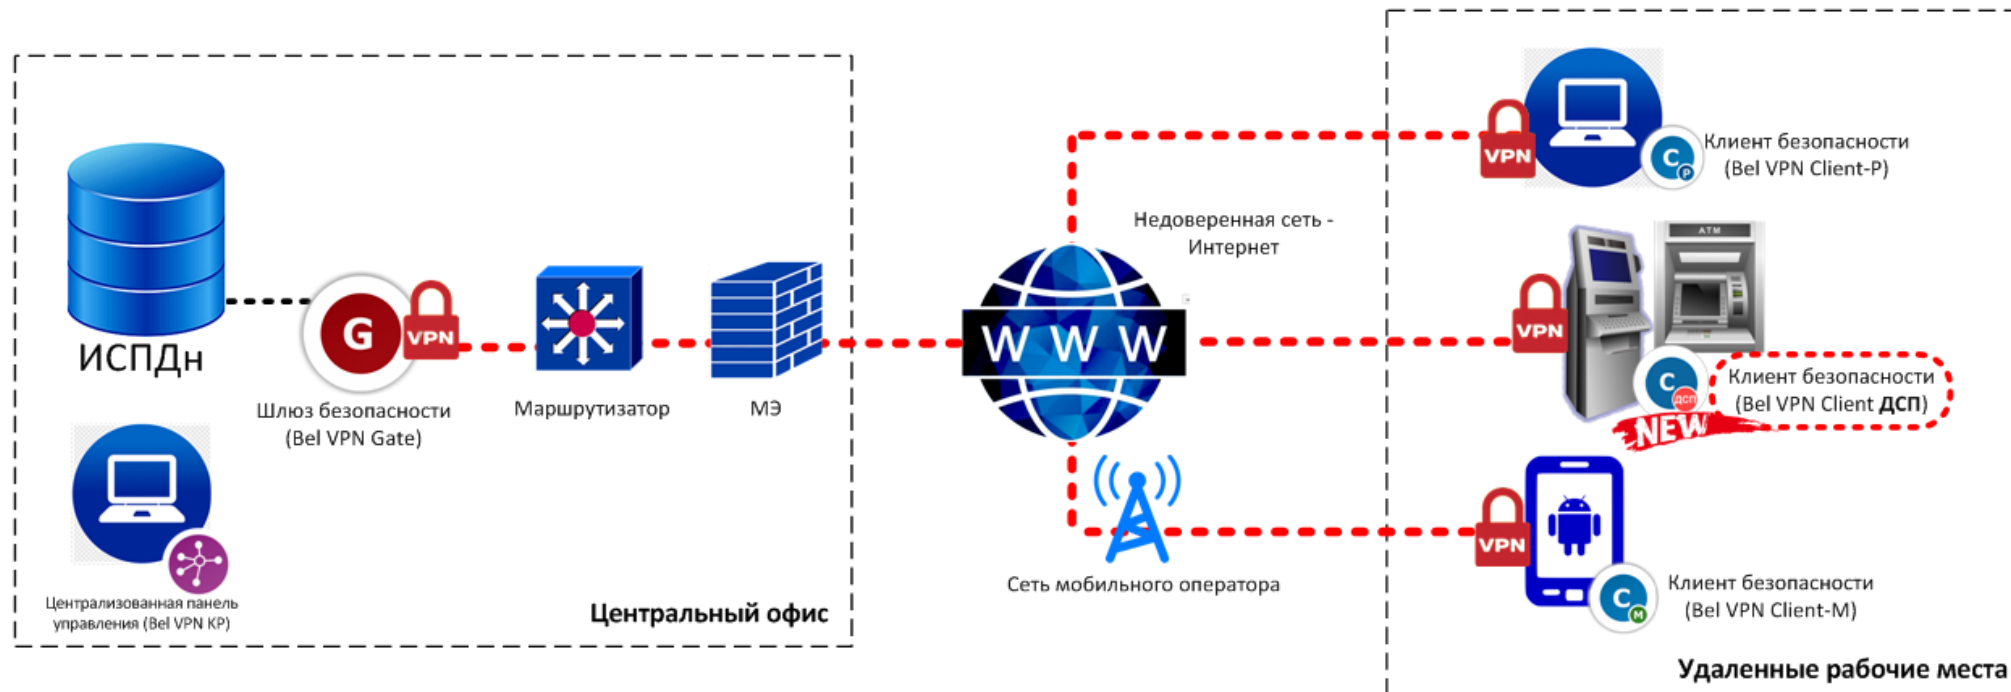 ИСПДн
G
VPN
Шлюз безопасности
(Bel VPN Gate)
Маршрутизатор
МЭ
Централизованная панель
управления (Bel VPN KP)
Центральный офис
Недоверенная сеть -
Интернет
WWW
Сеть мобильного оператора
VPN
C
P
Клиент безопасности
(Bel VPN Client-P)
ATM
VPN
C
ДСП
Клиент безопасности
(Bel VPN Client ДСП)
NEW
VPN
C
M
Клиент безопасности
(Bel VPN Client-M)
Удаленные рабочие места